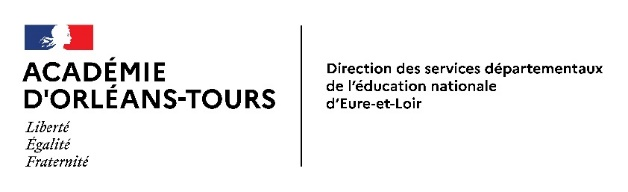 ACADÉMIE
D'ORLÉANS-TOURS
Liberté
Égalité
Fraternité
Direction des services départementaux
de l'éducation nationale
d'Eure-et-Loir